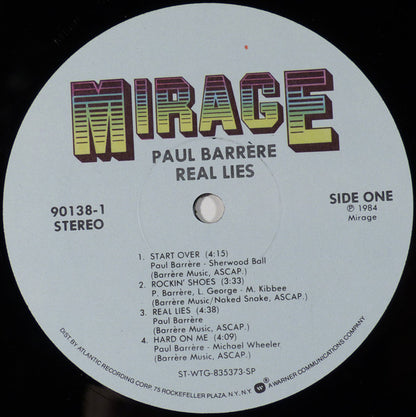 MIRAGE
PAUL BARRÈRE
REAL LIES
90138-1
STEREO
SIDE ONE
℗ 1984
Mirage
1. START OVER (4:15)
Paul Barrère - Sherwood Ball
(Barrère Music, ASCAP.)
2. ROCKIN' SHOES (3:33)
P. Barrère, L. George - M. Kibbee
(Barrère Music/Naked Snake, ASCAP.)
3. REAL LIES (4:38)
Paul Barrère
(Barrère Music, ASCAP.)
4. HARD ON ME (4:09)
Paul Barrère - Michael Wheeler
(Barrère Music, ASCAP.)
ST-WTG-835373-SP
DIST BY ATLANTIC RECORDING CORP. 75 ROCKEFELLER PLAZA, N.Y., N.Y. A WARNER COMMUNICATIONS COMPANY